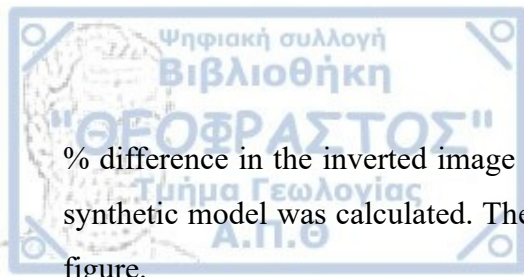 Ψηφιακή συλλογή
Βιβλιοθήκη
"ΘΕΟΦΡΑΣΤΟΣ"
% difference in the inverted image
Τμήμα Γεωλογίας
synthetic model was calculated. The
Α.Π.Θ
figure.